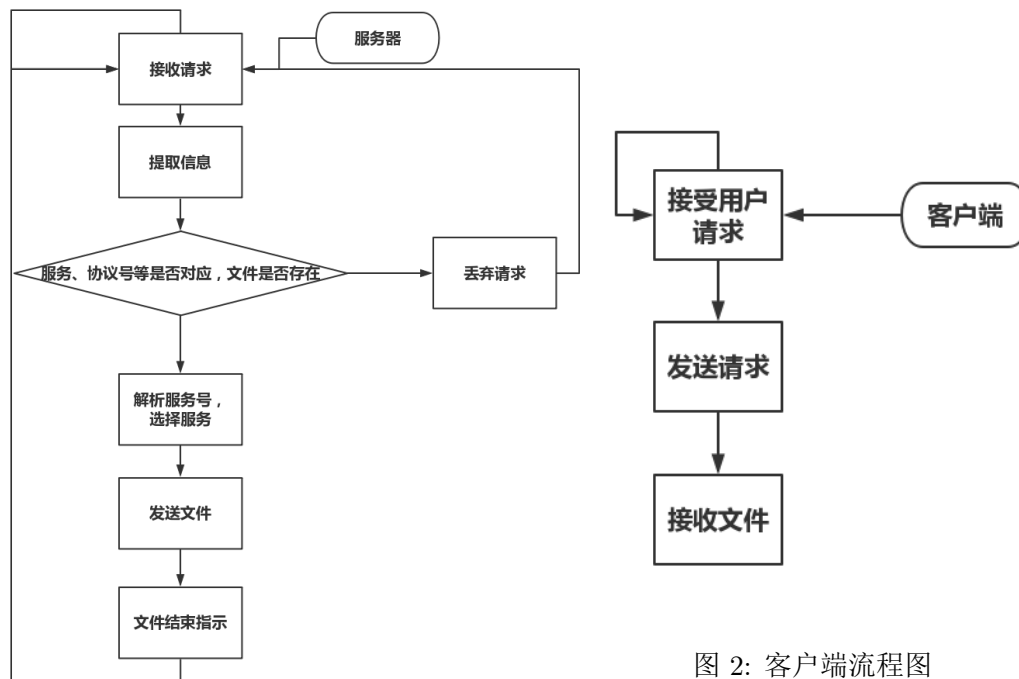 服务器
接收请求
提取信息
服务、协议号等是否对应，文件是否存在
丢弃请求
解析服务号，
选择服务
发送文件
文件结束指示
客户端
接受用户
请求
发送请求
接收文件
图 2: 客户端流程图